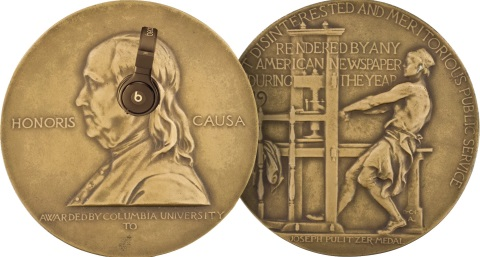 HONORIS CAUSA
AWARDED BY COLUMBIA UNIVERSITY
TO
b
DISINTERESTED AND MERITORIOUS PUBLIC SERVICE
RENDERED BY ANY
AMERICAN NEWSPAPER
DURING THE YEAR
JOSEPH PULITZER MEDAL